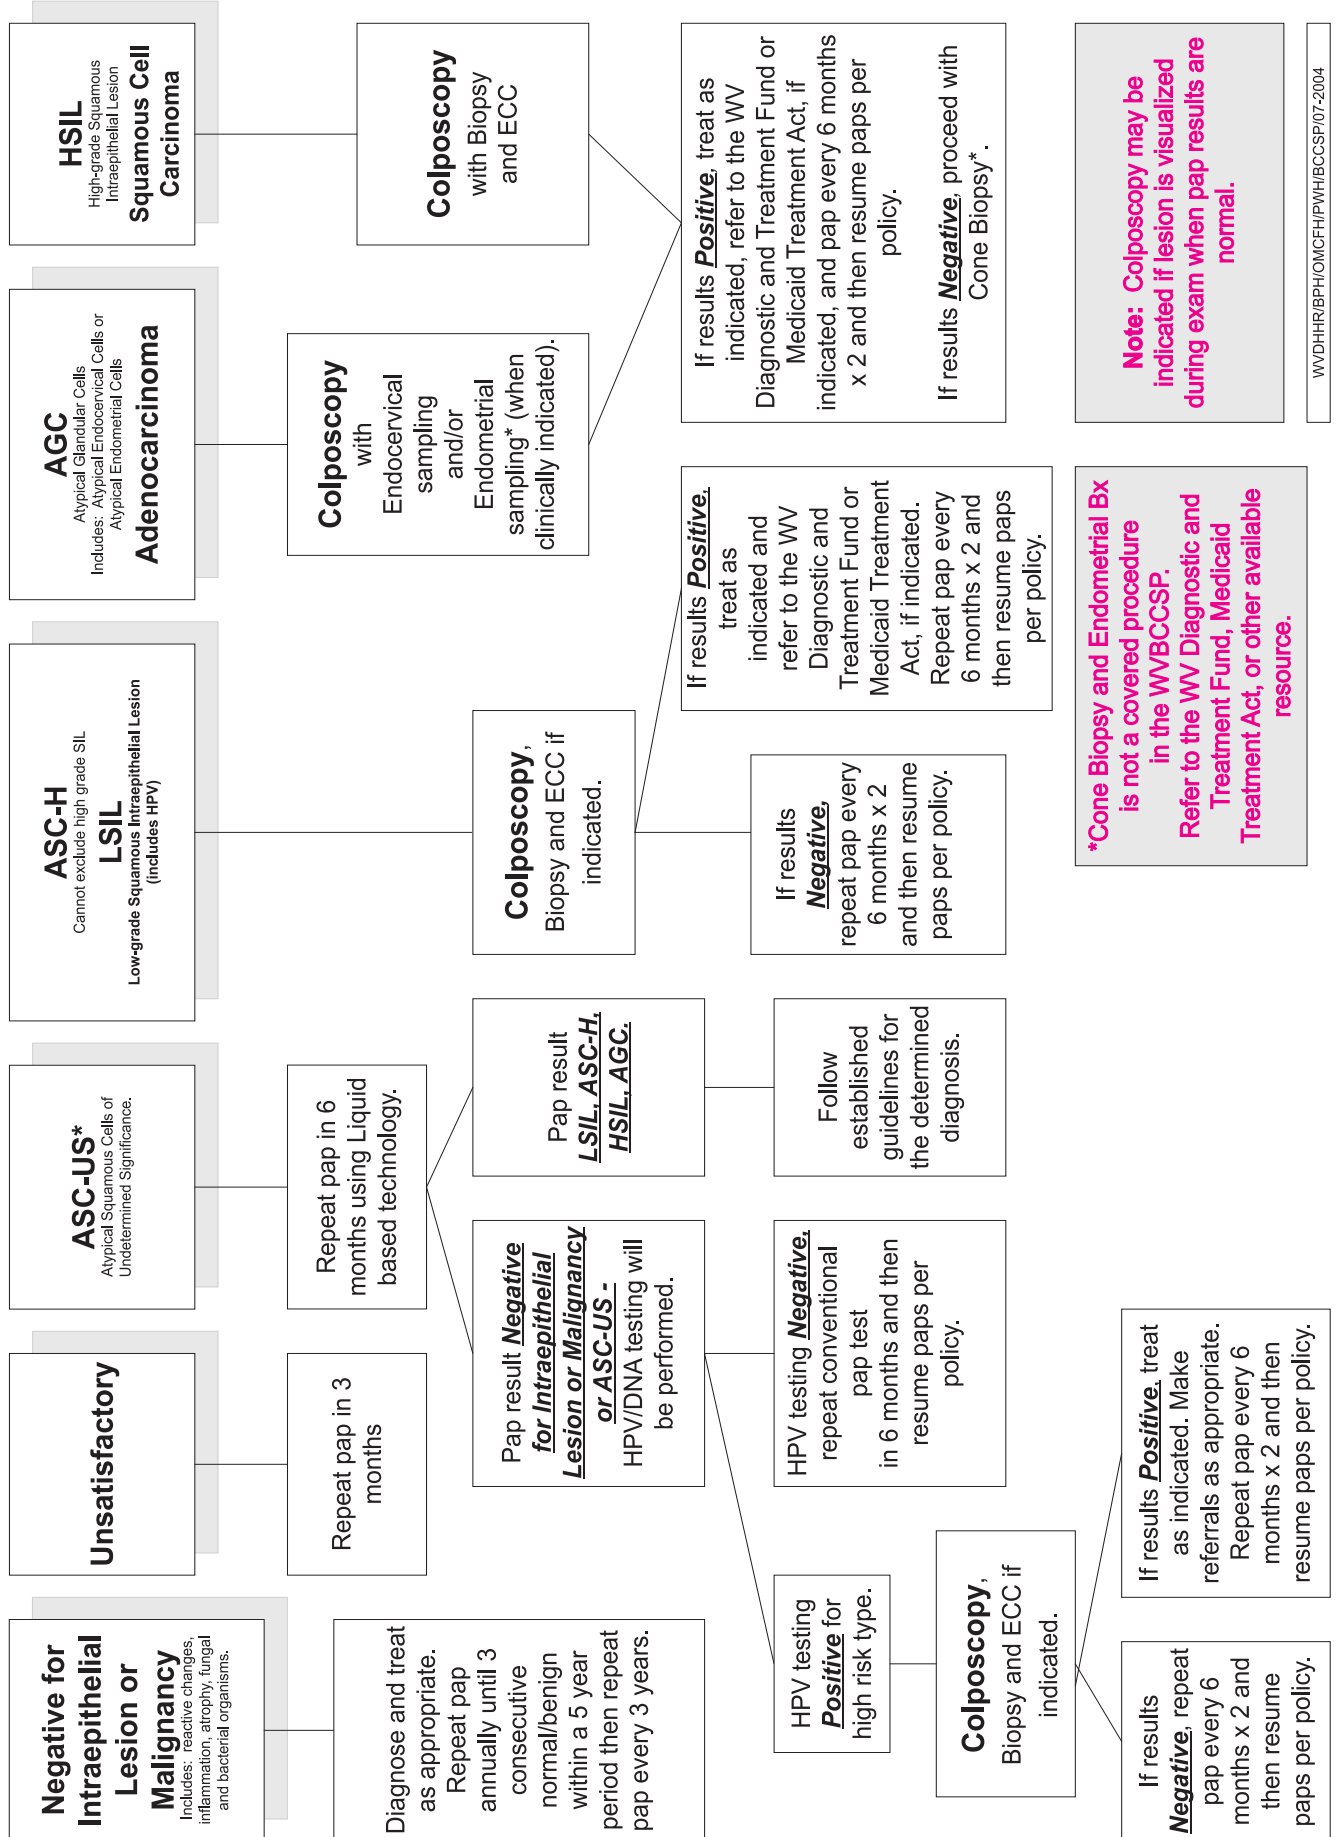 Negative for
Intraepithelial
Lesion or
Malignancy
Includes: reactive changes,
inflammation, atrophy, fungal
and bacterial organisms.
Diagnose and treat
as appropriate.
Repeat pap
annually until 3
consecutive
normal/benign
within a 5 year
period then repeat
pap every 3 years.
Unsatisfactory
Repeat pap in 3
months
ASC-US*
Atypical Squamous Cells of
Undetermined Significance.
Repeat pap in 6
months using Liquid
based technology.
Pap result Negative
for Intraepithelial
Lesion or Malignancy
or ASC-US -
HPV/DNA testing will
be performed.
Pap result
LSIL, ASC-H,
HSIL, AGC.
HPV testing
Positive for
high risk type.
HPV testing Negative,
repeat conventional
pap test
in 6 months and then
resume paps per
policy.
Follow
established
guidelines for
the determined
diagnosis.
Colposcopy,
Biopsy and ECC if
indicated.
If results
Negative, repeat
pap every 6
months x 2 and
then resume
paps per policy.
If results Positive, treat
as indicated. Make
referrals as appropriate.
Repeat pap every 6
months x 2 and then
resume paps per policy.
ASC-H
Cannot exclude high grade SIL
LSIL
Low-grade Squamous Intraepithelial Lesion
(includes HPV)
Colposcopy,
Biopsy and ECC if
indicated.
If results
Negative,
repeat pap every
6 months x 2
and then resume
paps per policy.
If results Positive,
treat as
indicated and
refer to the WV
Diagnostic and
Treatment Fund or
Medicaid Treatment
Act, if indicated.
Repeat pap every
6 months x 2 and
then resume paps
per policy.
AGC
Atypical Glandular Cells
Includes: Atypical Endocervical Cells or
Atypical Endometrial Cells
Adenocarcinoma
Colposcopy
with
Endocervical
sampling
and/or
Endometrial
sampling* (when
clinically indicated).
HSIL
High-grade Squamous
Intraepithelial Lesion
Squamous Cell
Carcinoma
Colposcopy
with Biopsy
and ECC
If results Positive, treat as
indicated, refer to the WV
Diagnostic and Treatment Fund or
Medicaid Treatment Act, if
indicated, and pap every 6 months
x 2 and then resume paps per
policy.
If results Negative, proceed with
Cone Biopsy*.
*Cone Biopsy and Endometrial Bx
is not a covered procedure
in the WVBCCSP.
Refer to the WV Diagnostic and
Treatment Fund, Medicaid
Treatment Act, or other available
resource.
Note: Colposcopy may be
indicated if lesion is visualized
during exam when pap results are
normal.
WVDHHR/BPH/OMCFH/PWH/BCCSP/07-2004